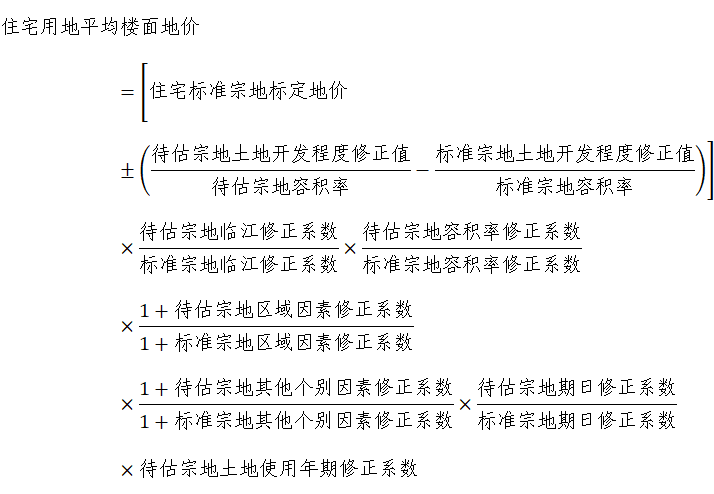 住宅用地平均楼面地价
=[住宅标准宗地标定地价
±(待估宗地土地开发程度修正值/待估宗地容积率−标准宗地土地开发程度修正值/标准宗地容积率)]
×待估宗地临江修正系数/标准宗地临江修正系数×待估宗地容积率修正系数/标准宗地容积率修正系数
×1+待估宗地区域因素修正系数/1+标准宗地区域因素修正系数
×1+待估宗地其他个别因素修正系数/1+标准宗地其他个别因素修正系数×待估宗地期日修正系数/标准宗地期日修正系数
×待估宗地土地使用年期修正系数